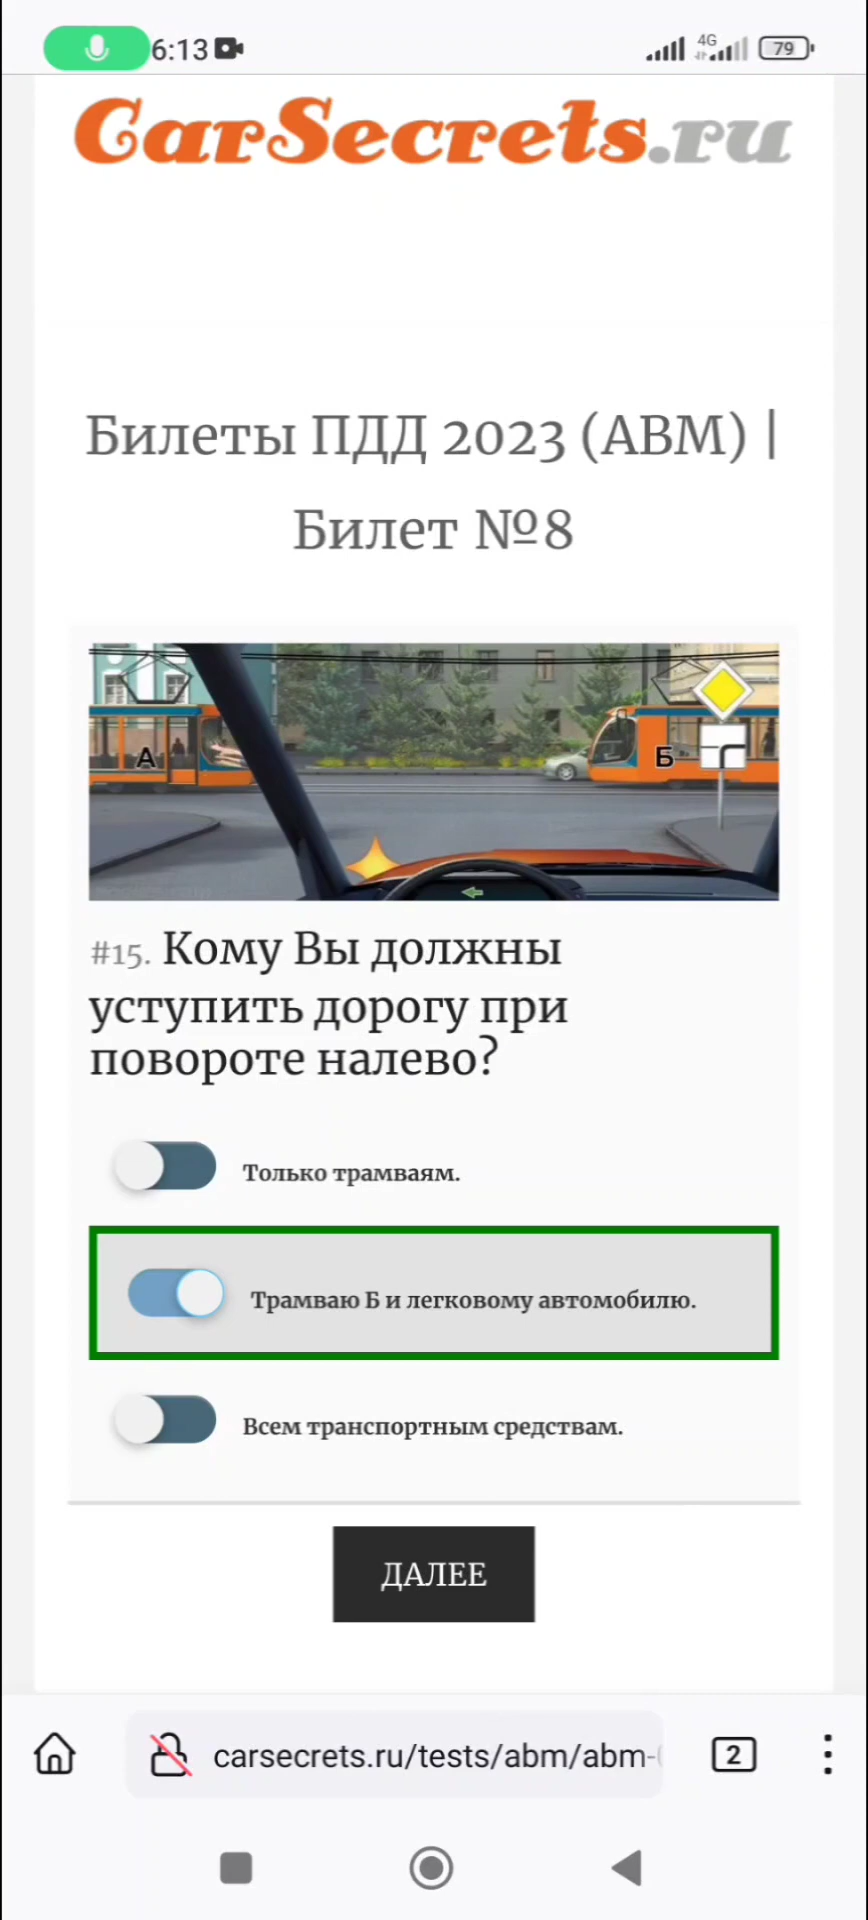 6:13
4G
79
CarSecrets.ru
Билеты ПДД 2023 (АВМ) |
Билет №8
А
Б
#15. Кому Вы должны
уступить дорогу при
повороте налево?
Только трамваям.
Трамваю Б и легковому автомобилю.
Всем транспортным средствам.
ДАЛЕЕ
carsecrets.ru/tests/abm/abm-
2